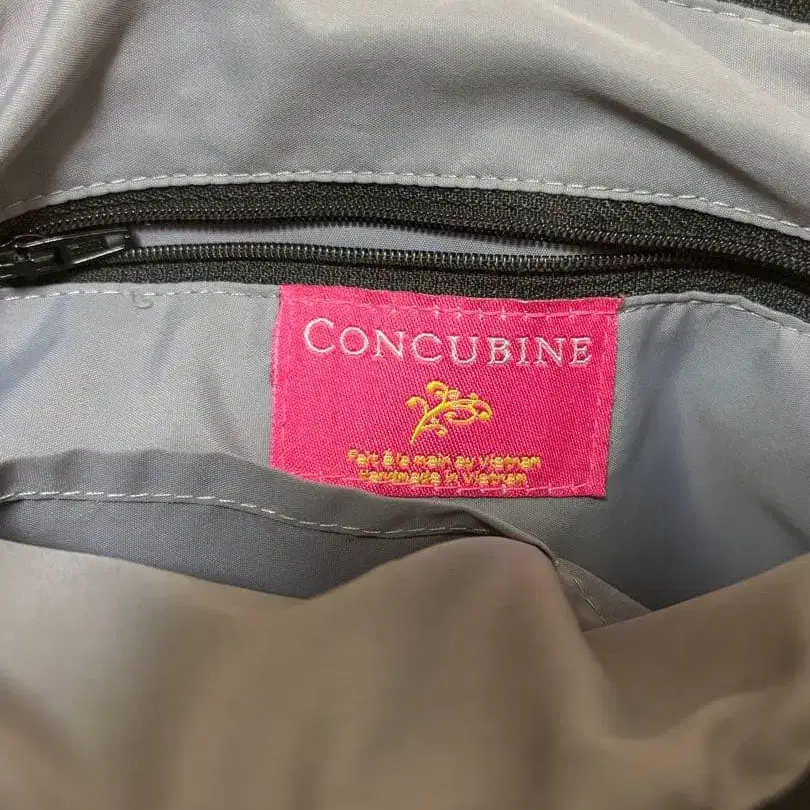 CONCUBINE
Fait à la main au Vietnam
Handmade in Vietnam